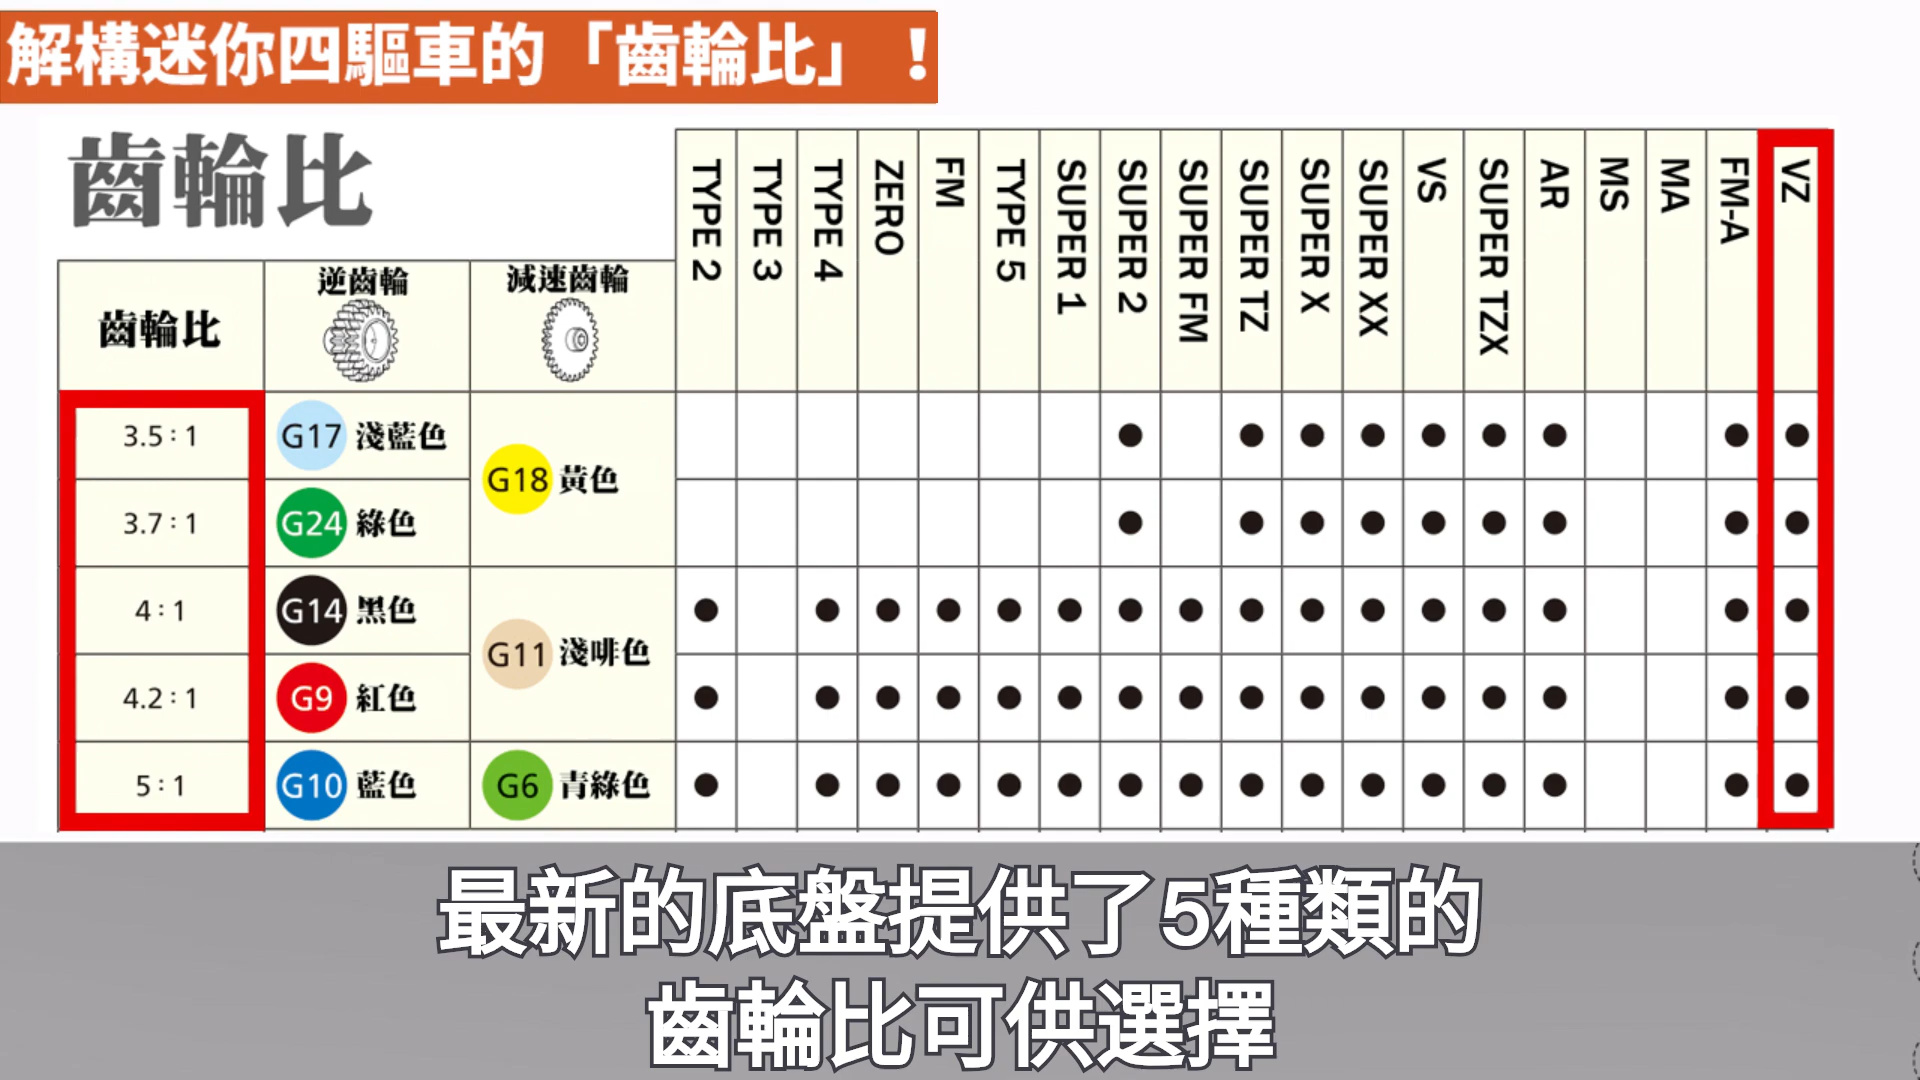 解構迷你四驅車的「齒輪比」！
齒輪比
TYPE 2
TYPE 3
TYPE 4
ZERO
FM
TYPE 5
SUPER 1
SUPER 2
SUPER FM
SUPER TZ
SUPER X
SUPER XX
VS
SUPER TZX
AR
MS
MA
FM-A
VZ
齒輪比
逆齒輪
減速齒輪
3.5：1
G17 淺藍色
G18 黃色
3.7：1
G24 綠色
4：1
G14 黑色
G11 淺啡色
4.2：1
G9 紅色
5：1
G10 藍色
G6 青綠色
最新的底盤提供了5種類的
齒輪比可供選擇